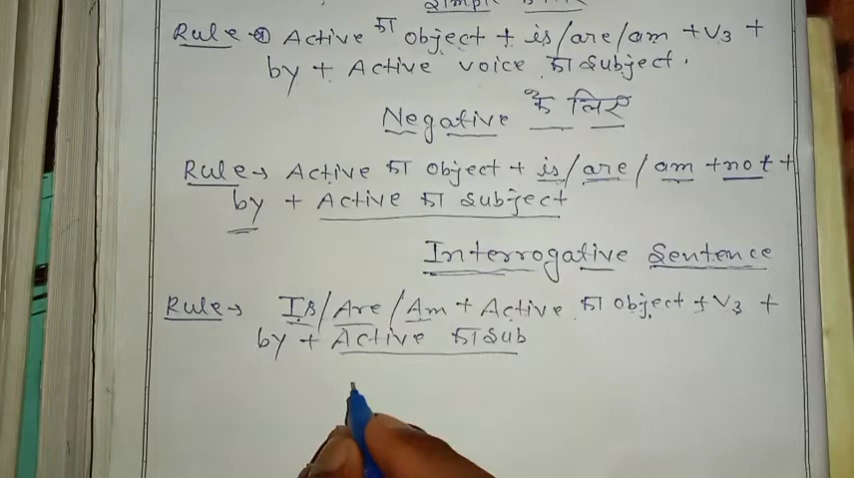 Simple
Rule → Active का object + is/are/am + V3 +
by + Active voice का subject.
Negative के लिए
Rule → Active का object + is/are/am + not +
by + Active का subject
Interrogative Sentence
Rule → Is/Are/Am + Active का object + V3 +
by + Active का Sub